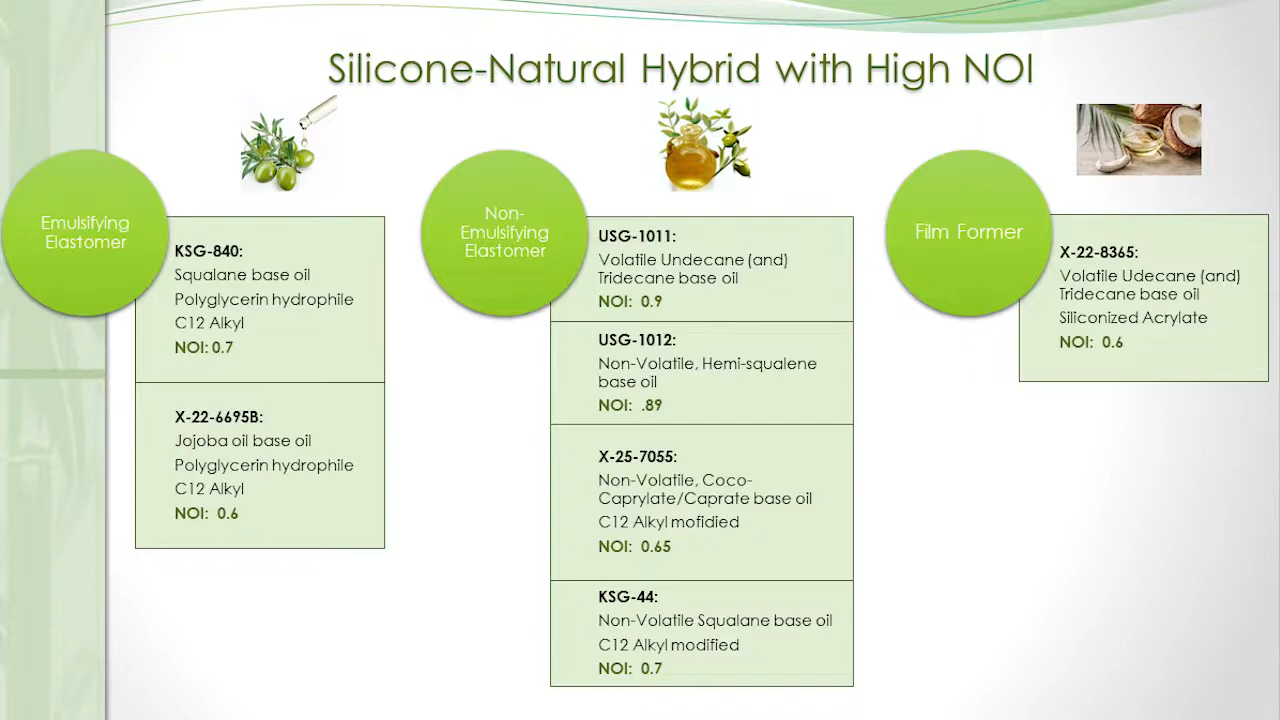 Silicone-Natural Hybrid with High NOI
Emulsifying
Elastomer
KSG-840:
Squalane base oil
Polyglycerin hydrophile
C12 Alkyl
NOI: 0.7
X-22-6695B:
Jojoba oil base oil
Polyglycerin hydrophile
C12 Alkyl
NOI: 0.6
Non-
Emulsifying
Elastomer
USG-1011:
Volatile Undecane (and)
Tridecane base oil
NOI: 0.9
USG-1012:
Non-Volatile, Hemi-squalene
base oil
NOI: .89
X-25-7055:
Non-Volatile, Coco-
Caprylate/Caprate base oil
C12 Alkyl mofidied
NOI: 0.65
KSG-44:
Non-Volatile Squalane base oil
C12 Alkyl modified
NOI: 0.7
Film Former
X-22-8365:
Volatile Udecane (and)
Tridecane base oil
Siliconized Acrylate
NOI: 0.6